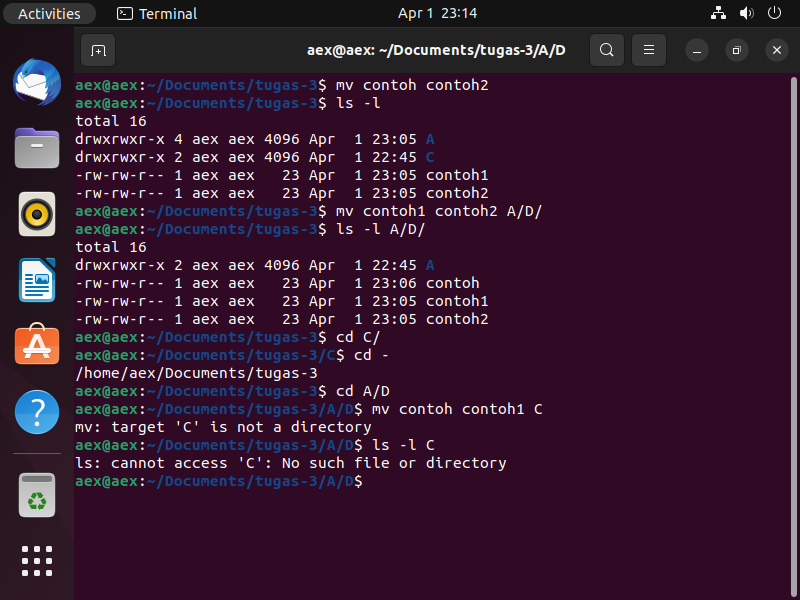 Activities
Terminal
Apr 1 23:14
aex@aex: ~/Documents/tugas-3/A/D
aex@aex:~/Documents/tugas-3$ mv contoh contoh2
aex@aex:~/Documents/tugas-3$ ls -l
total 16
drwxrwxr-x 4 aex aex 4096 Apr  1 23:05 A
drwxrwxr-x 2 aex aex 4096 Apr  1 22:45 C
-rw-rw-r-- 1 aex aex   23 Apr  1 23:05 contoh1
-rw-rw-r-- 1 aex aex   23 Apr  1 23:05 contoh2
aex@aex:~/Documents/tugas-3$ mv contoh1 contoh2 A/D/
aex@aex:~/Documents/tugas-3$ ls -l A/D/
total 16
drwxrwxr-x 2 aex aex 4096 Apr  1 22:45 A
-rw-rw-r-- 1 aex aex   23 Apr  1 23:06 contoh
-rw-rw-r-- 1 aex aex   23 Apr  1 23:05 contoh1
-rw-rw-r-- 1 aex aex   23 Apr  1 23:05 contoh2
aex@aex:~/Documents/tugas-3$ cd C/
aex@aex:~/Documents/tugas-3/C$ cd -
/home/aex/Documents/tugas-3
aex@aex:~/Documents/tugas-3$ cd A/D
aex@aex:~/Documents/tugas-3/A/D$ mv contoh contoh1 C
mv: target 'C' is not a directory
aex@aex:~/Documents/tugas-3/A/D$ ls -l C
ls: cannot access 'C': No such file or directory
aex@aex:~/Documents/tugas-3/A/D$